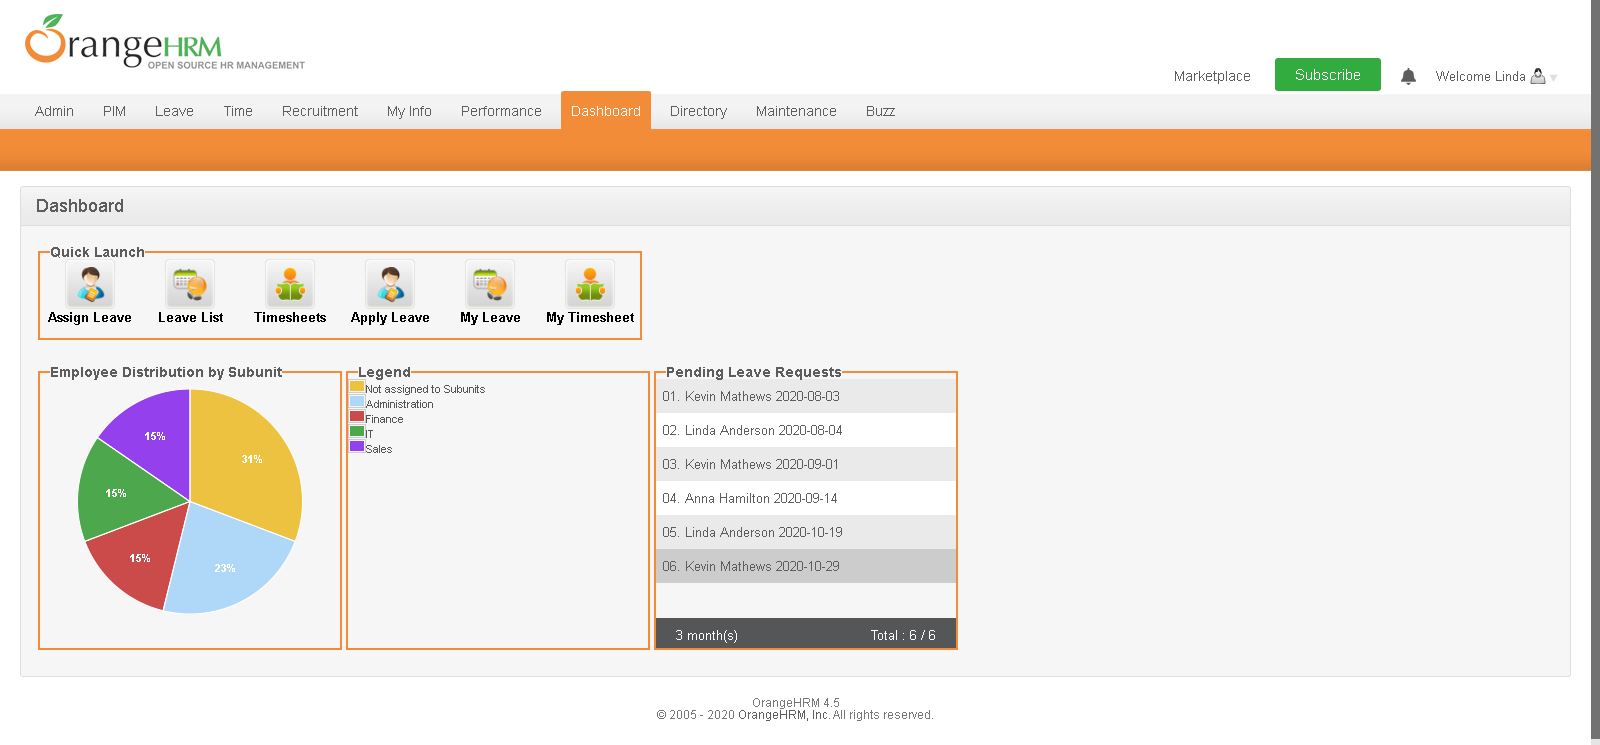 OrangeHRM
OPEN SOURCE HR MANAGEMENT
Marketplace Subscribe Welcome Linda
Admin PIM Leave Time Recruitment My Info Performance Dashboard Directory Maintenance Buzz
Dashboard
Quick Launch
Assign Leave Leave List Timesheets Apply Leave My Leave My Timesheet
Employee Distribution by Subunit
31%
23%
15%
15%
15%
Legend
Not assigned to Subunits
Administration
Finance
IT
Sales
Pending Leave Requests
01. Kevin Mathews 2020-08-03
02. Linda Anderson 2020-08-04
03. Kevin Mathews 2020-09-01
04. Anna Hamilton 2020-09-14
05. Linda Anderson 2020-10-19
06. Kevin Mathews 2020-10-29
3 month(s) Total : 6 / 6
OrangeHRM 4.5
© 2005 - 2020 OrangeHRM, Inc. All rights reserved.